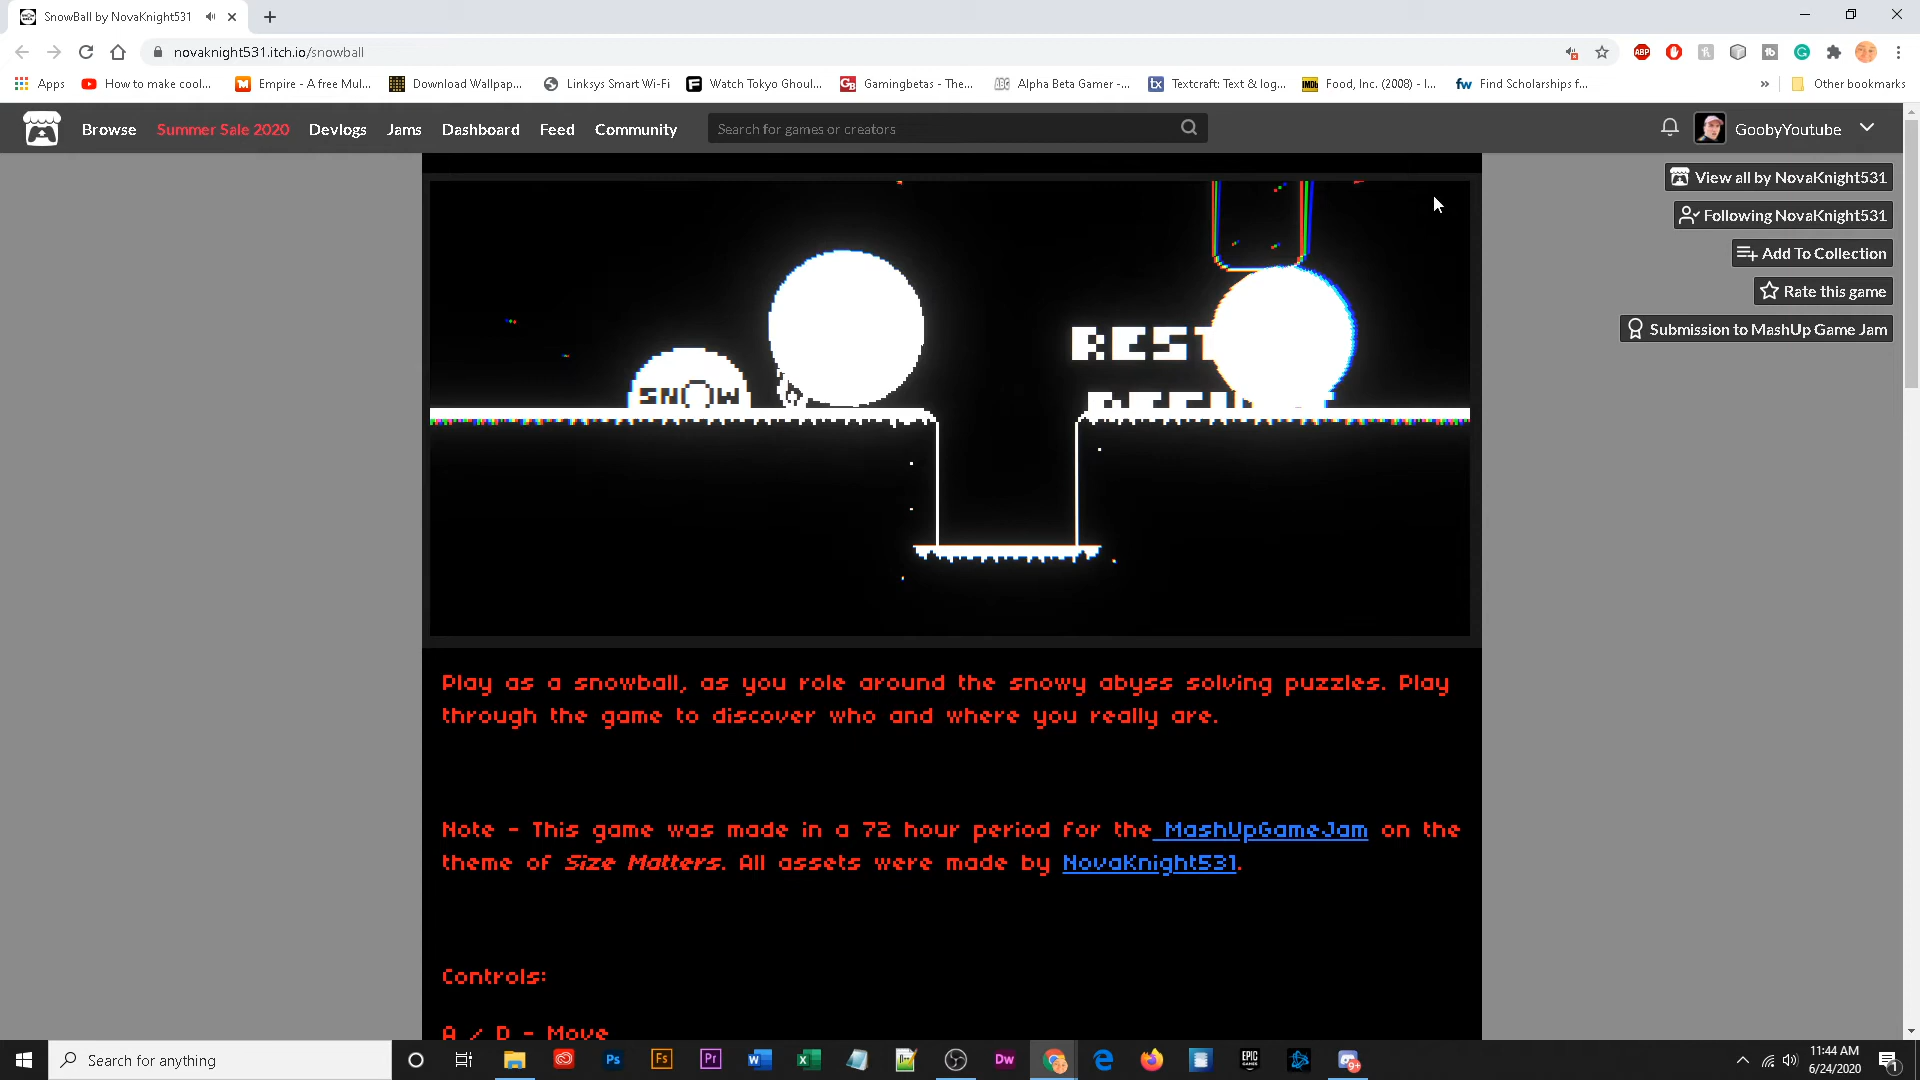 SnowBall by NovaKnight531
novaknight531.itch.io/snowball
ABP
Apps
How to make cool...
Empire - A free Mul...
Download Wallpap...
Linksys Smart Wi-Fi
Watch Tokyo Ghoul...
Gamingbetas - The...
Alpha Beta Gamer -...
Textcraft: Text & log...
Food, Inc. (2008) - I...
Find Scholarships f...
»
Other bookmarks
Browse
Summer Sale 2020
Devlogs
Jams
Dashboard
Feed
Community
Search for games or creators
GoobyYoutube
View all by NovaKnight531
Following NovaKnight531
Add To Collection
Rate this game
Submission to MashUp Game Jam
SNOW
REST
Play as a snowball, as you role around the snowy abyss solving puzzles. Play
through the game to discover who and where you really are.
Note - This game was made in a 72 hour period for the MashUpGameJam on the
theme of Size Matters. All assets were made by NovaKnight531.
Controls:
A / D - Move
Search for anything
11:44 AM
6/24/2020